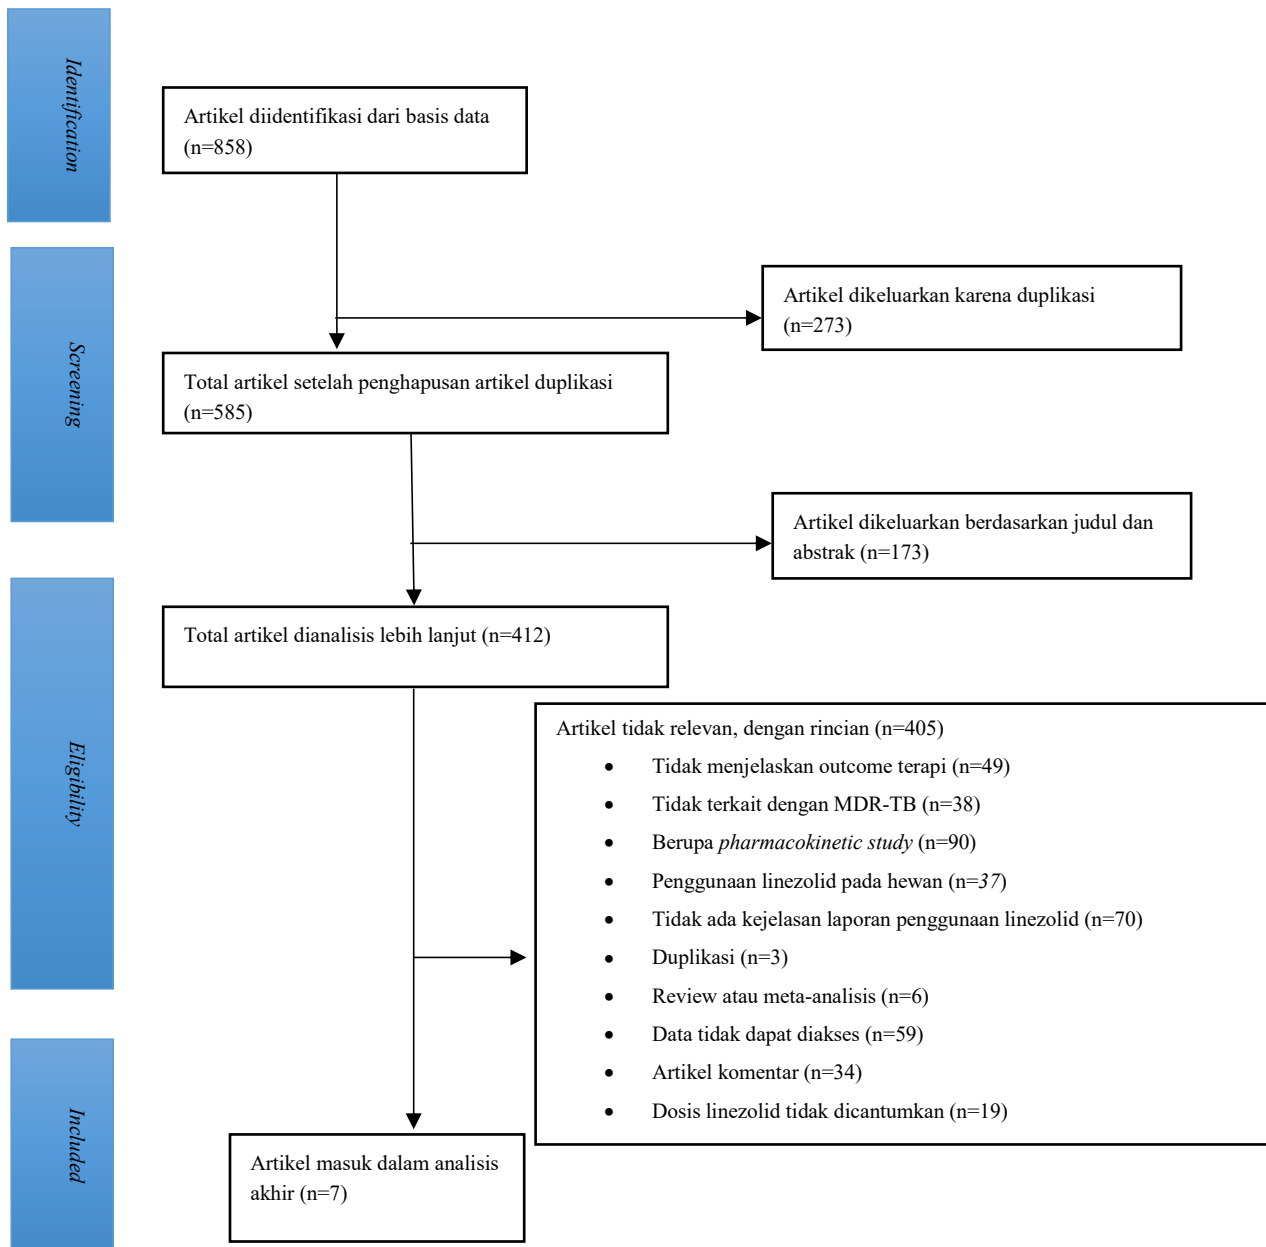 Identification
Artikel diidentifikasi dari basis data
(n=858)
Artikel dikeluarkan karena duplikasi
(n=273)
Screening
Total artikel setelah penghapusan artikel duplikasi
(n=585)
Artikel dikeluarkan berdasarkan judul dan
abstrak (n=173)
Eligibility
Total artikel dianalisis lebih lanjut (n=412)
Artikel tidak relevan, dengan rincian (n=405)
• Tidak menjelaskan outcome terapi (n=49)
• Tidak terkait dengan MDR-TB (n=38)
• Berupa pharmacokinetic study (n=90)
• Penggunaan linezolid pada hewan (n=37)
• Tidak ada kejelasan laporan penggunaan linezolid (n=70)
• Duplikasi (n=3)
• Review atau meta-analisis (n=6)
• Data tidak dapat diakses (n=59)
• Artikel komentar (n=34)
• Dosis linezolid tidak dicantumkan (n=19)
Included
Artikel masuk dalam analisis
akhir (n=7)